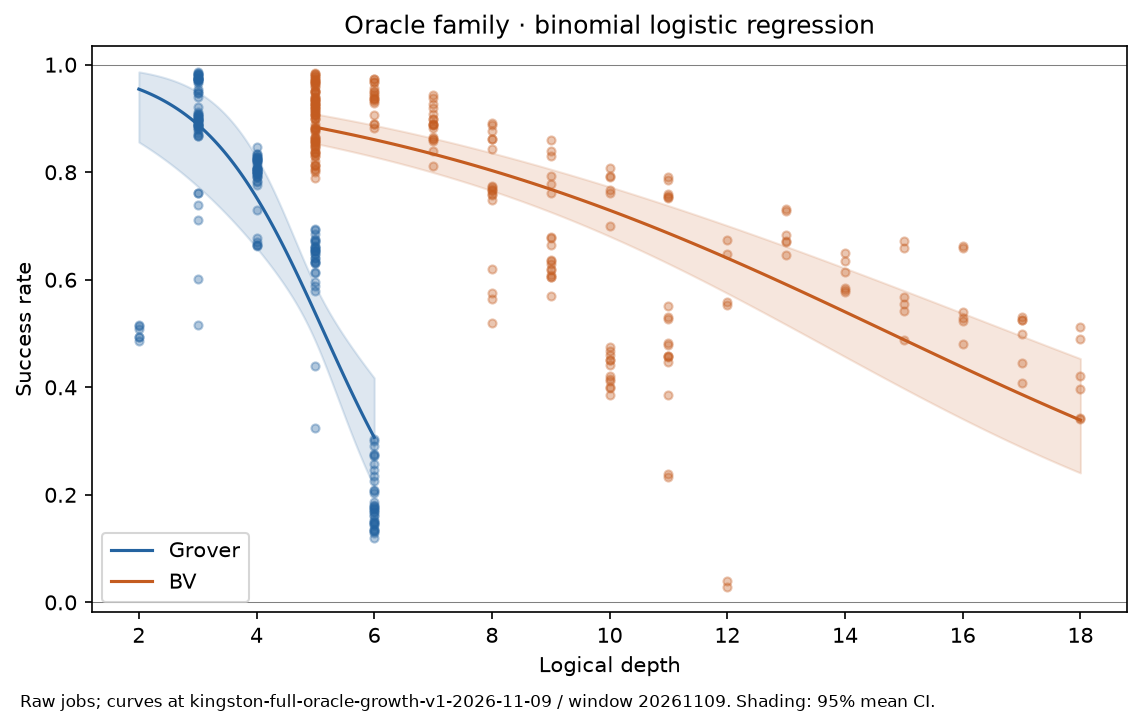 Oracle family · binomial logistic regression
Success rate
1.0
0.8
0.6
0.4
0.2
0.0
Grover
BV
2 4 6 8 10 12 14 16 18
Logical depth
Raw jobs; curves at kingston-full-oracle-growth-v1-2026-11-09 / window 20261109. Shading: 95% mean CI.